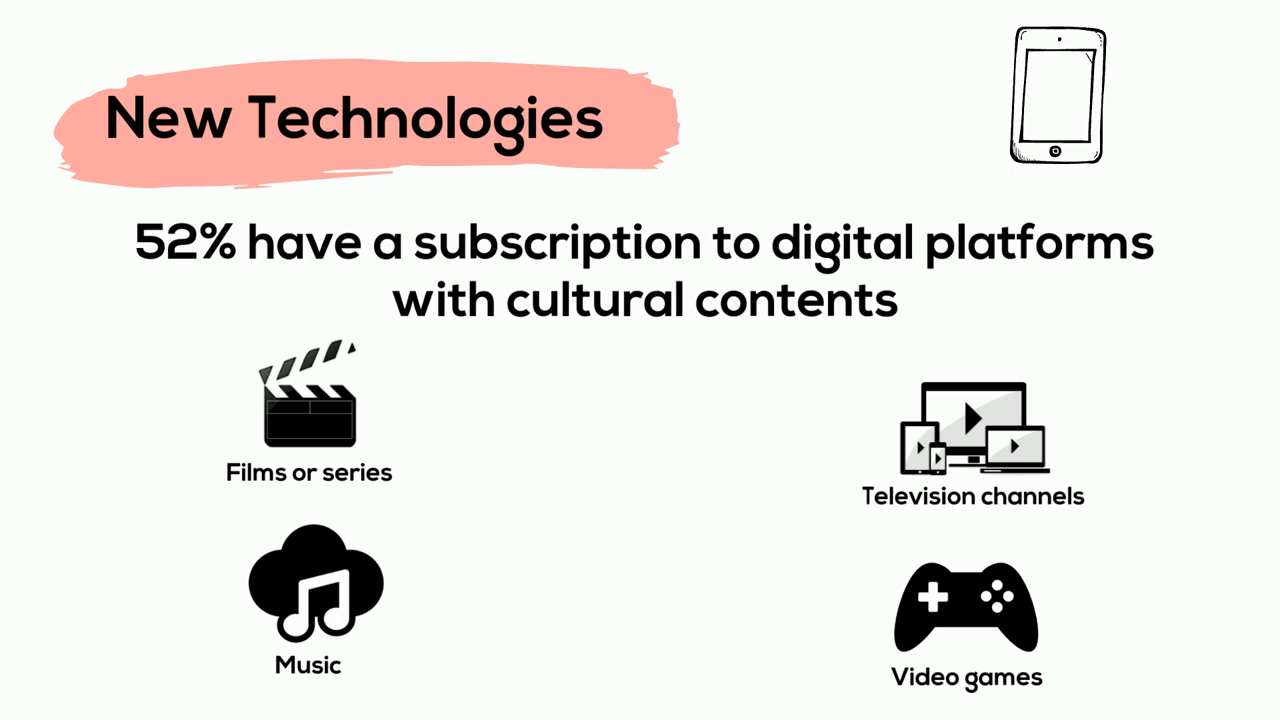 New Technologies
52% have a subscription to digital platforms
with cultural contents
Films or series
Television channels
Music
Video games